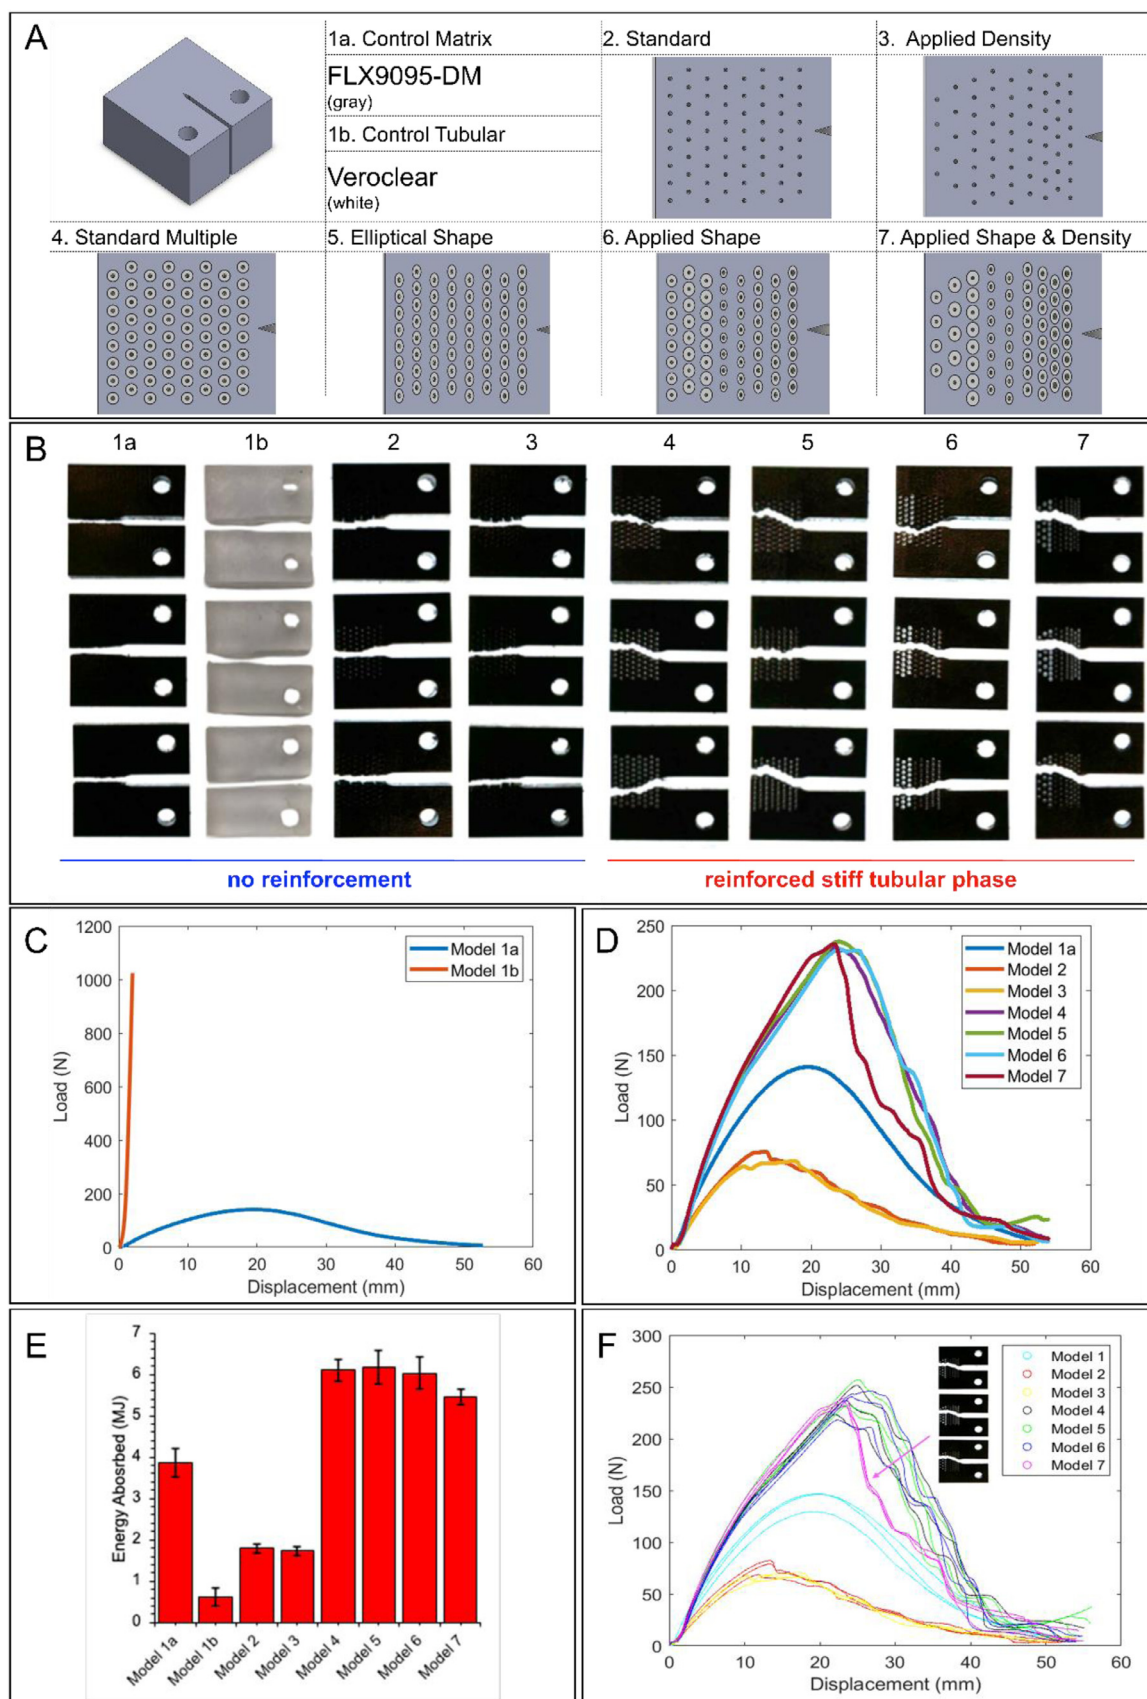 A
1a. Control Matrix
FLX9095-DM
(gray)
1b. Control Tubular
Veroclear
(white)
2. Standard
3. Applied Density
4. Standard Multiple
5. Elliptical Shape
6. Applied Shape
7. Applied Shape & Density
B
1a 1b 2 3 4 5 6 7
no reinforcement
reinforced stiff tubular phase
C
1200
1000
800
600
400
200
0
Load (N)
0 10 20 30 40 50 60
Displacement (mm)
Model 1a
Model 1b
D
250
200
150
100
50
0
Load (N)
0 10 20 30 40 50 60
Displacement (mm)
Model 1a
Model 2
Model 3
Model 4
Model 5
Model 6
Model 7
E
7
6
5
4
3
2
1
0
Energy Abosrbed (MJ)
Model 1a
Model 1b
Model 2
Model 3
Model 4
Model 5
Model 6
Model 7
F
300
250
200
150
100
50
0
Load (N)
0 10 20 30 40 50 60
Displacement (mm)
Model 1
Model 2
Model 3
Model 4
Model 5
Model 6
Model 7